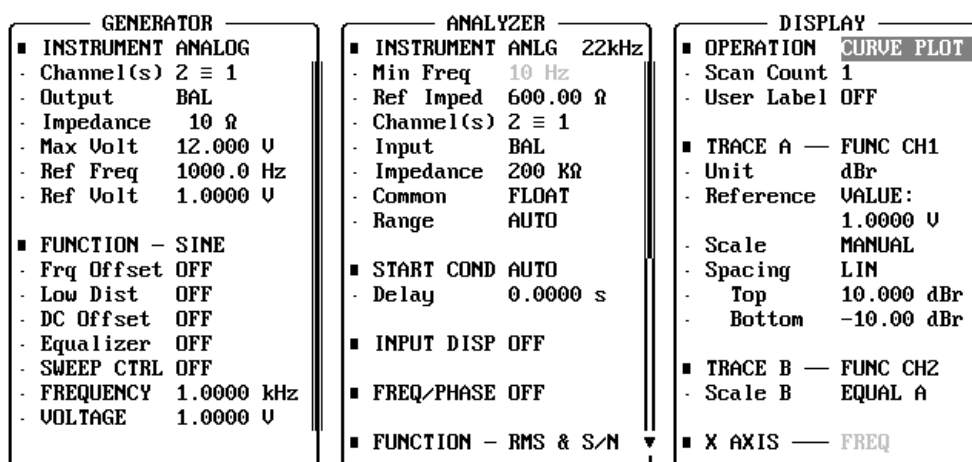 GENERATOR
■ INSTRUMENT ANALOG
· Channel(s) 2 ≡ 1
· Output BAL
· Impedance 10 Ω
· Max Volt 12.000 V
· Ref Freq 1000.0 Hz
· Ref Volt 1.0000 V
■ FUNCTION — SINE
· Frq Offset OFF
· Low Dist OFF
· DC Offset OFF
· Equalizer OFF
· SWEEP CTRL OFF
· FREQUENCY 1.0000 kHz
· VOLTAGE 1.0000 V
ANALYZER
■ INSTRUMENT ANLG 22kHz
· Min Freq 10 Hz
· Ref Imped 600.00 Ω
· Channel(s) 2 ≡ 1
· Input BAL
· Impedance 200 KΩ
· Common FLOAT
· Range AUTO
■ START COND AUTO
· Delay 0.0000 s
■ INPUT DISP OFF
■ FREQ/PHASE OFF
■ FUNCTION — RMS & S/N ▼
DISPLAY
■ OPERATION CURVE PLOT
· Scan Count 1
· User Label OFF
■ TRACE A — FUNC CH1
· Unit dBr
· Reference VALUE:
1.0000 V
· Scale MANUAL
· Spacing LIN
· Top 10.000 dBr
· Bottom -10.00 dBr
■ TRACE B — FUNC CH2
· Scale B EQUAL A
■ X AXIS — FREQ